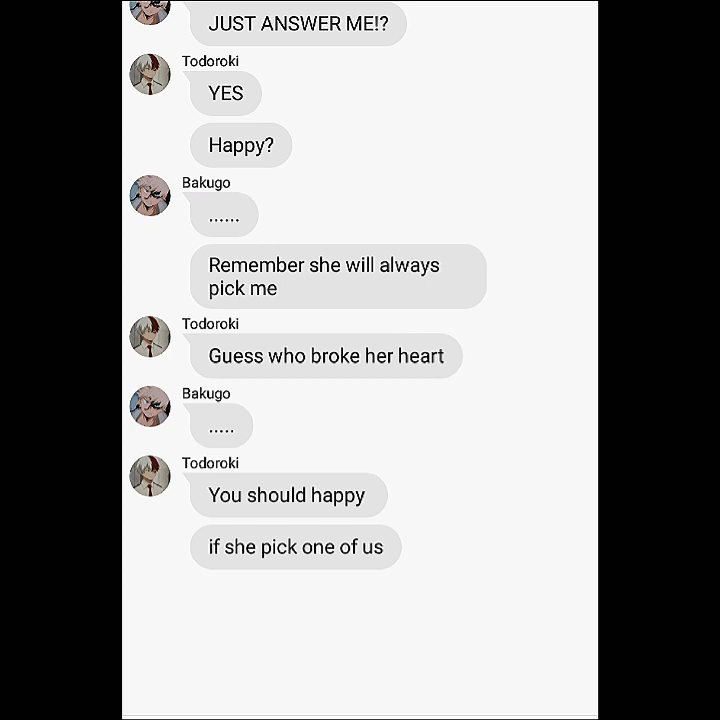 JUST ANSWER ME!?
Todoroki
YES
Happy?
Bakugo
......
Remember she will always
pick me
Todoroki
Guess who broke her heart
Bakugo
.....
Todoroki
You should happy
if she pick one of us